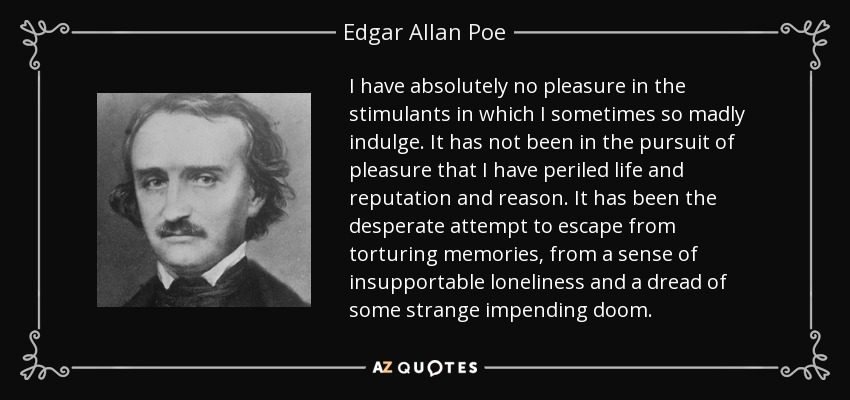 Edgar Allan Poe
I have absolutely no pleasure in the
stimulants in which I sometimes so madly
indulge. It has not been in the pursuit of
pleasure that I have periled life and
reputation and reason. It has been the
desperate attempt to escape from
torturing memories, from a sense of
insupportable loneliness and a dread of
some strange impending doom.
AZ QUOTES